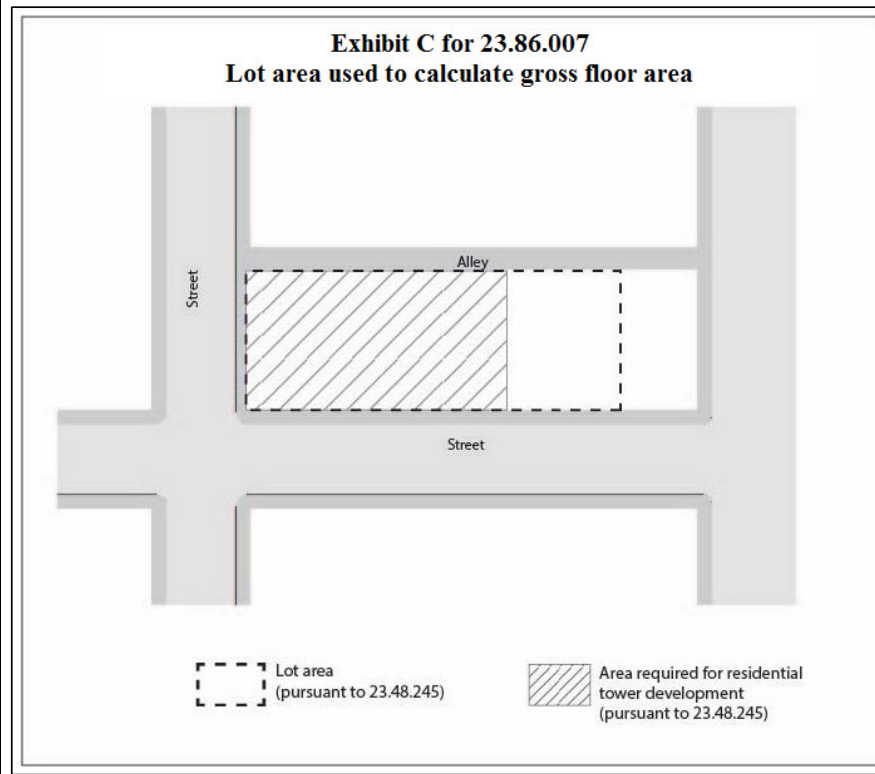 Exhibit C for 23.86.007
Lot area used to calculate gross floor area
Alley
Street
Street
Lot area
(pursuant to 23.48.245)
Area required for residential
tower development
(pursuant to 23.48.245)